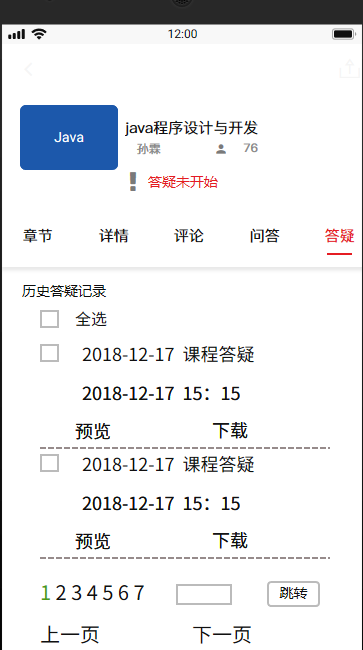 12:00
Java
java程序设计与开发
孙霖 76
! 答疑未开始
章节 详情 评论 问答 答疑
历史答疑记录
全选
2018-12-17 课程答疑
2018-12-17 15：15
预览 下载
2018-12-17 课程答疑
2018-12-17 15：15
预览 下载
1 2 3 4 5 6 7 跳转
上一页 下一页